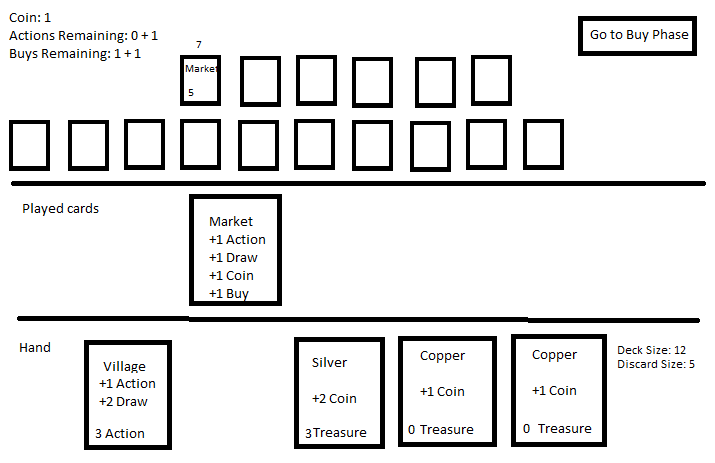 Coin: 1
Actions Remaining: 0 + 1
Buys Remaining: 1 + 1
Go to Buy Phase
7
Market
5
Played cards
Market
+1 Action
+1 Draw
+1 Coin
+1 Buy
Hand
Village
+1 Action
+2 Draw
3 Action
Silver
+2 Coin
3 Treasure
Copper
+1 Coin
0 Treasure
Copper
+1 Coin
0 Treasure
Deck Size: 12
Discard Size: 5